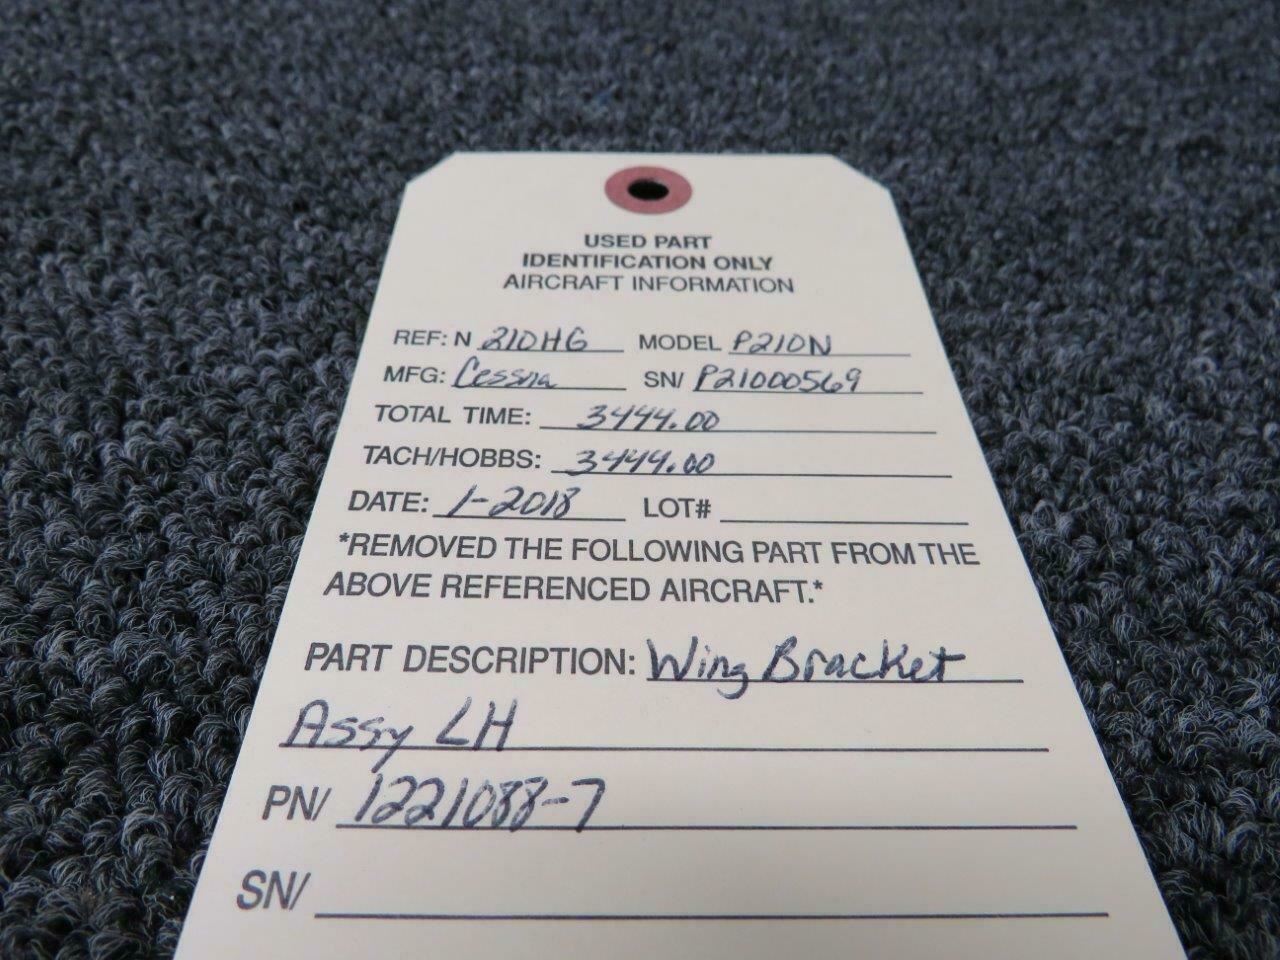 USED PART
IDENTIFICATION ONLY
AIRCRAFT INFORMATION
REF: N 210HG MODEL P210N
MFG: Cessna SN/ P21000569
TOTAL TIME: 3444.00
TACH/HOBBS: 3444.00
DATE: 1-2018 LOT#
*REMOVED THE FOLLOWING PART FROM THE
ABOVE REFERENCED AIRCRAFT.*
PART DESCRIPTION: Wing Bracket
Assy LH
PN/ 1221088-7
SN/